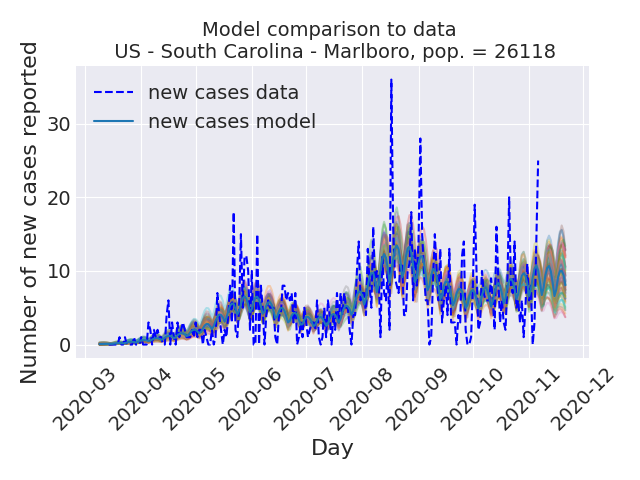 Model comparison to data
US - South Carolina - Marlboro, pop. = 26118
new cases data
new cases model
Number of new cases reported
30
20
10
0
2020-03
2020-04
2020-05
2020-06
2020-07
2020-08
2020-09
2020-10
2020-11
2020-12
Day